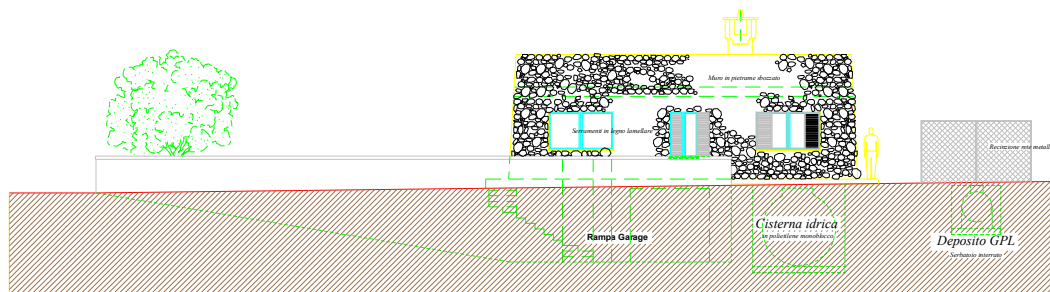 Muro in pietrame sbozzato
Serramenti in legno lamellare
Recinzione rete metall
Cisterna idrica
in polietilene monoblocco
Rampa Garage
Deposito GPL
Serbatoio interrato